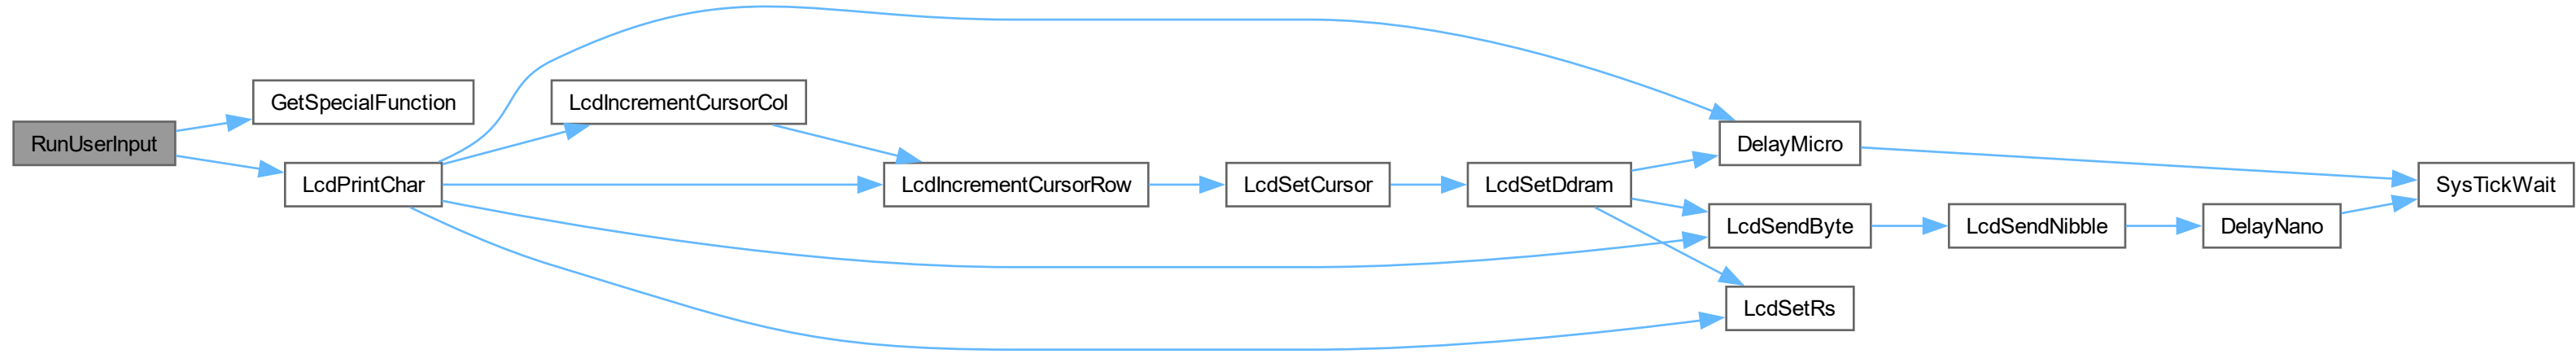 RunUserInput
GetSpecialFunction
LcdPrintChar
LcdIncrementCursorCol
LcdIncrementCursorRow
LcdSetCursor
LcdSetDdram
DelayMicro
LcdSendByte
LcdSetRs
LcdSendNibble
DelayNano
SysTickWait